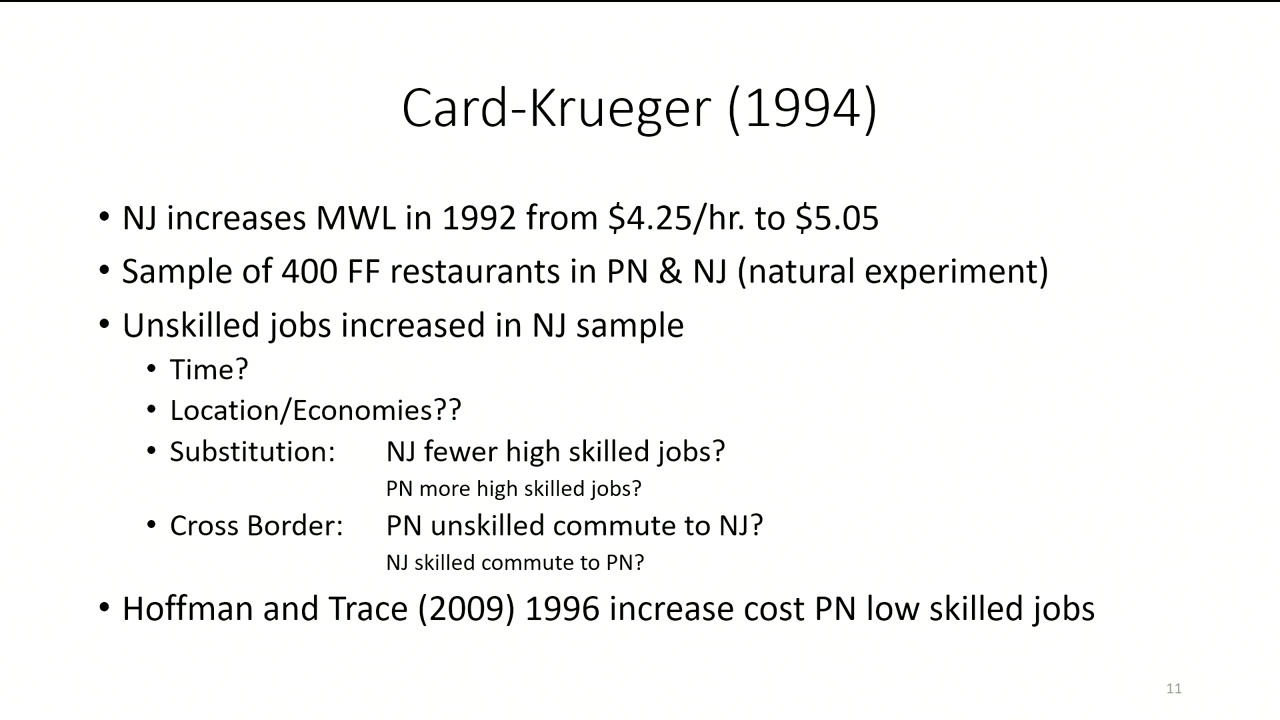 Card-Krueger (1994)
• NJ increases MWL in 1992 from $4.25/hr. to $5.05
• Sample of 400 FF restaurants in PN & NJ (natural experiment)
• Unskilled jobs increased in NJ sample
• Time?
• Location/Economies??
• Substitution: NJ fewer high skilled jobs?
PN more high skilled jobs?
• Cross Border: PN unskilled commute to NJ?
NJ skilled commute to PN?
• Hoffman and Trace (2009) 1996 increase cost PN low skilled jobs
11